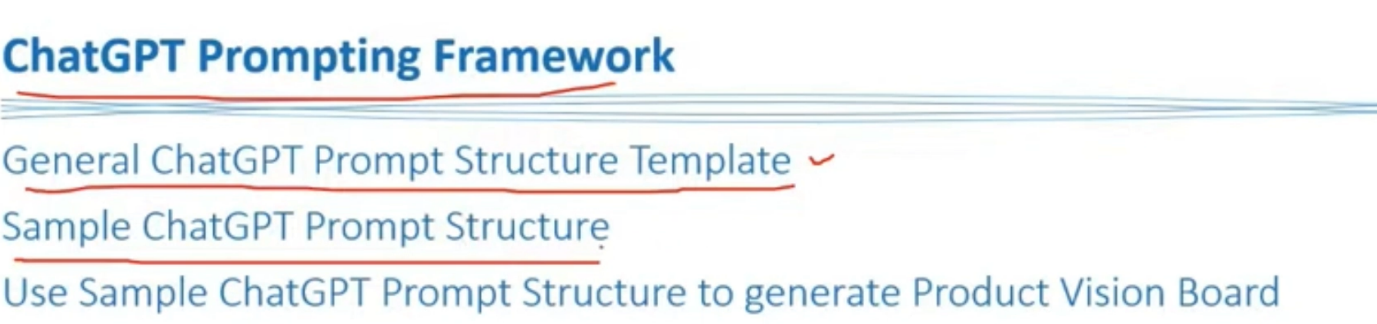 ChatGPT Prompting Framework
General ChatGPT Prompt Structure Template
Sample ChatGPT Prompt Structure
Use Sample ChatGPT Prompt Structure to generate Product Vision Board